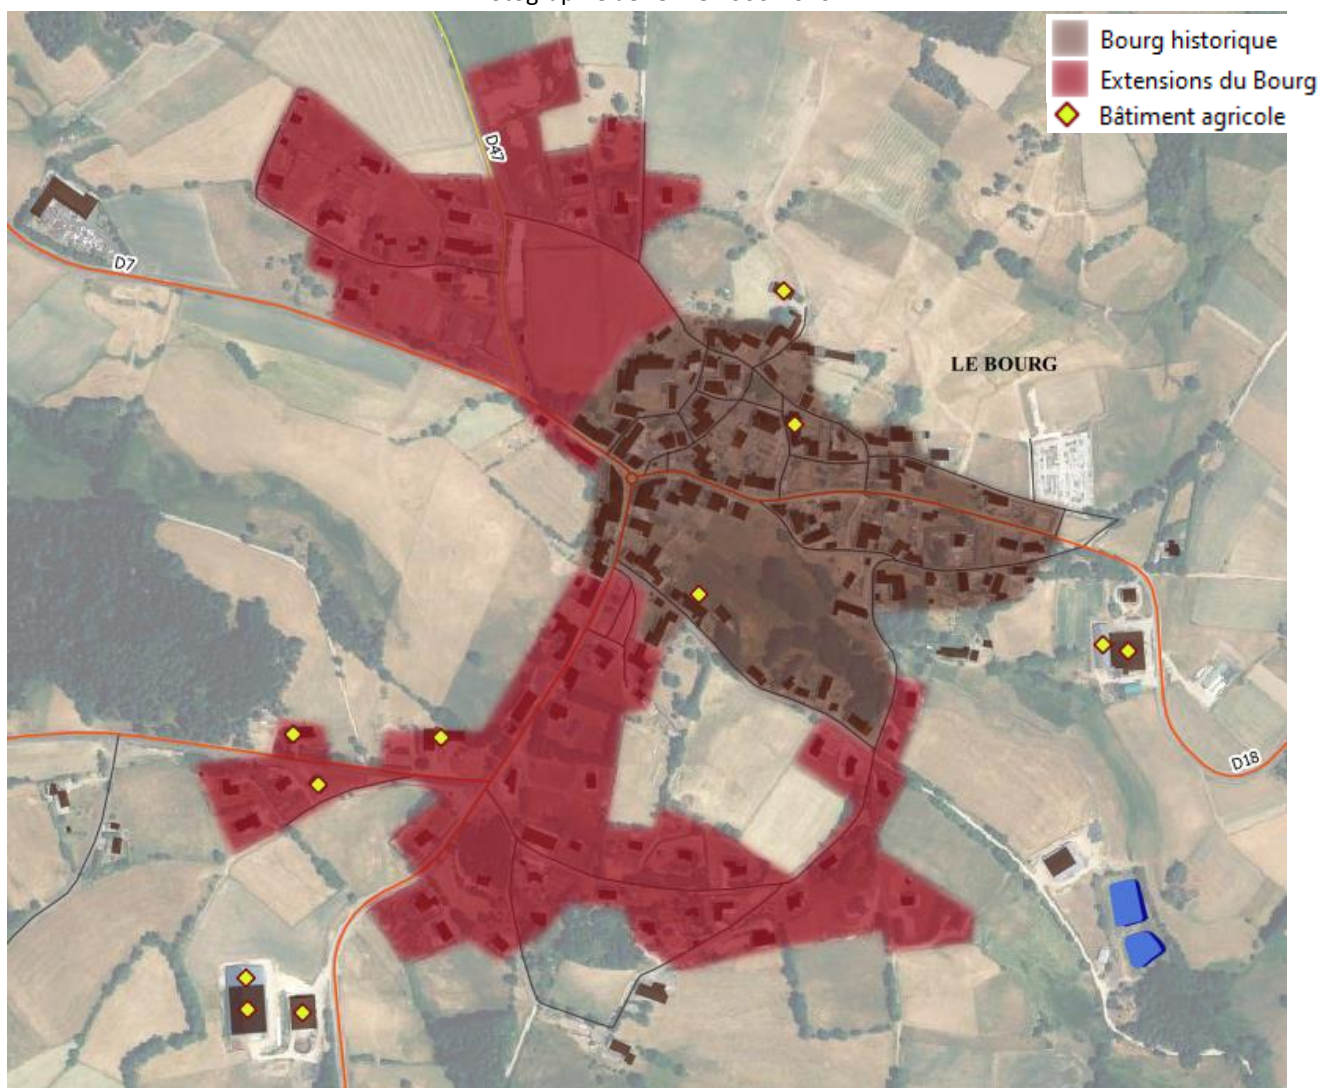 Bourg historique
Extensions du Bourg
Bâtiment agricole
D47
D7
LE BOURG
D18